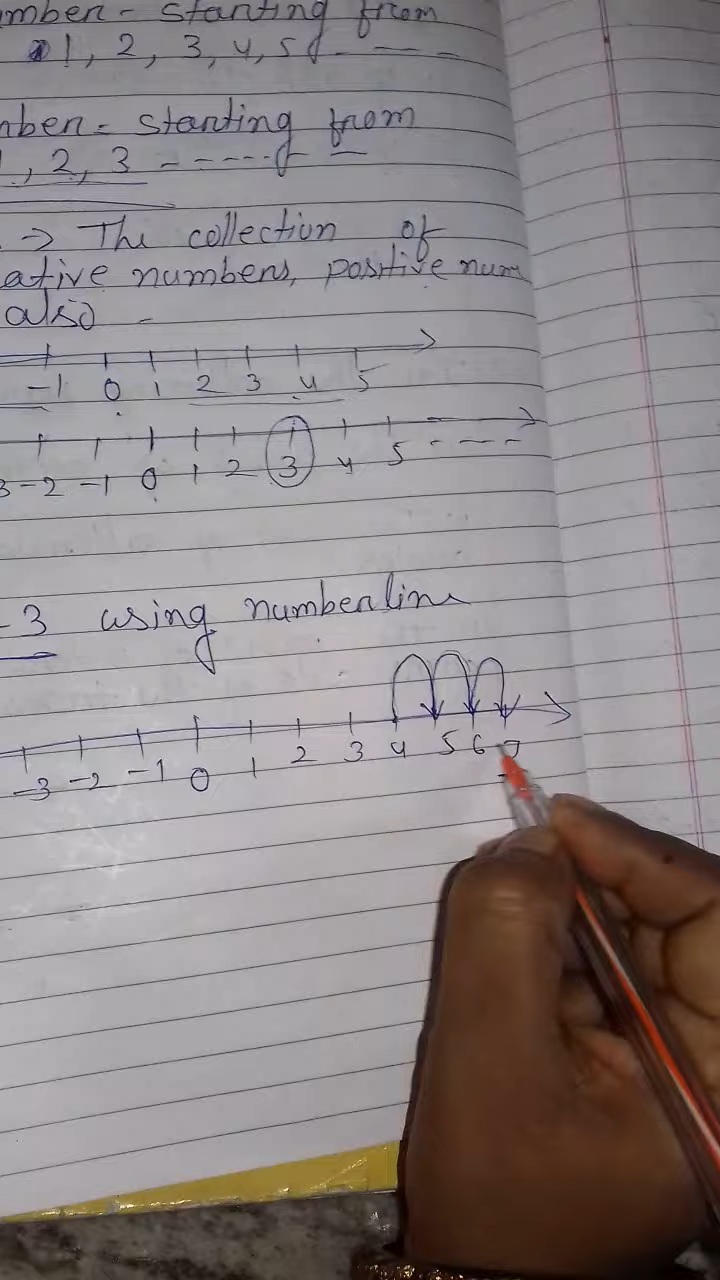 mber - starting from
1, 2, 3, 4, 5 - - - -
mber - starting from
, 2, 3 - - - - - -
→ The collection of
ative numbers, positive num
also -
-1 0 1 2 3 4 5
3 -2 -1 0 1 2 3 4 5 - - - -
-3 using numberline
-3 -2 -1 0 1 2 3 4 5 6 7